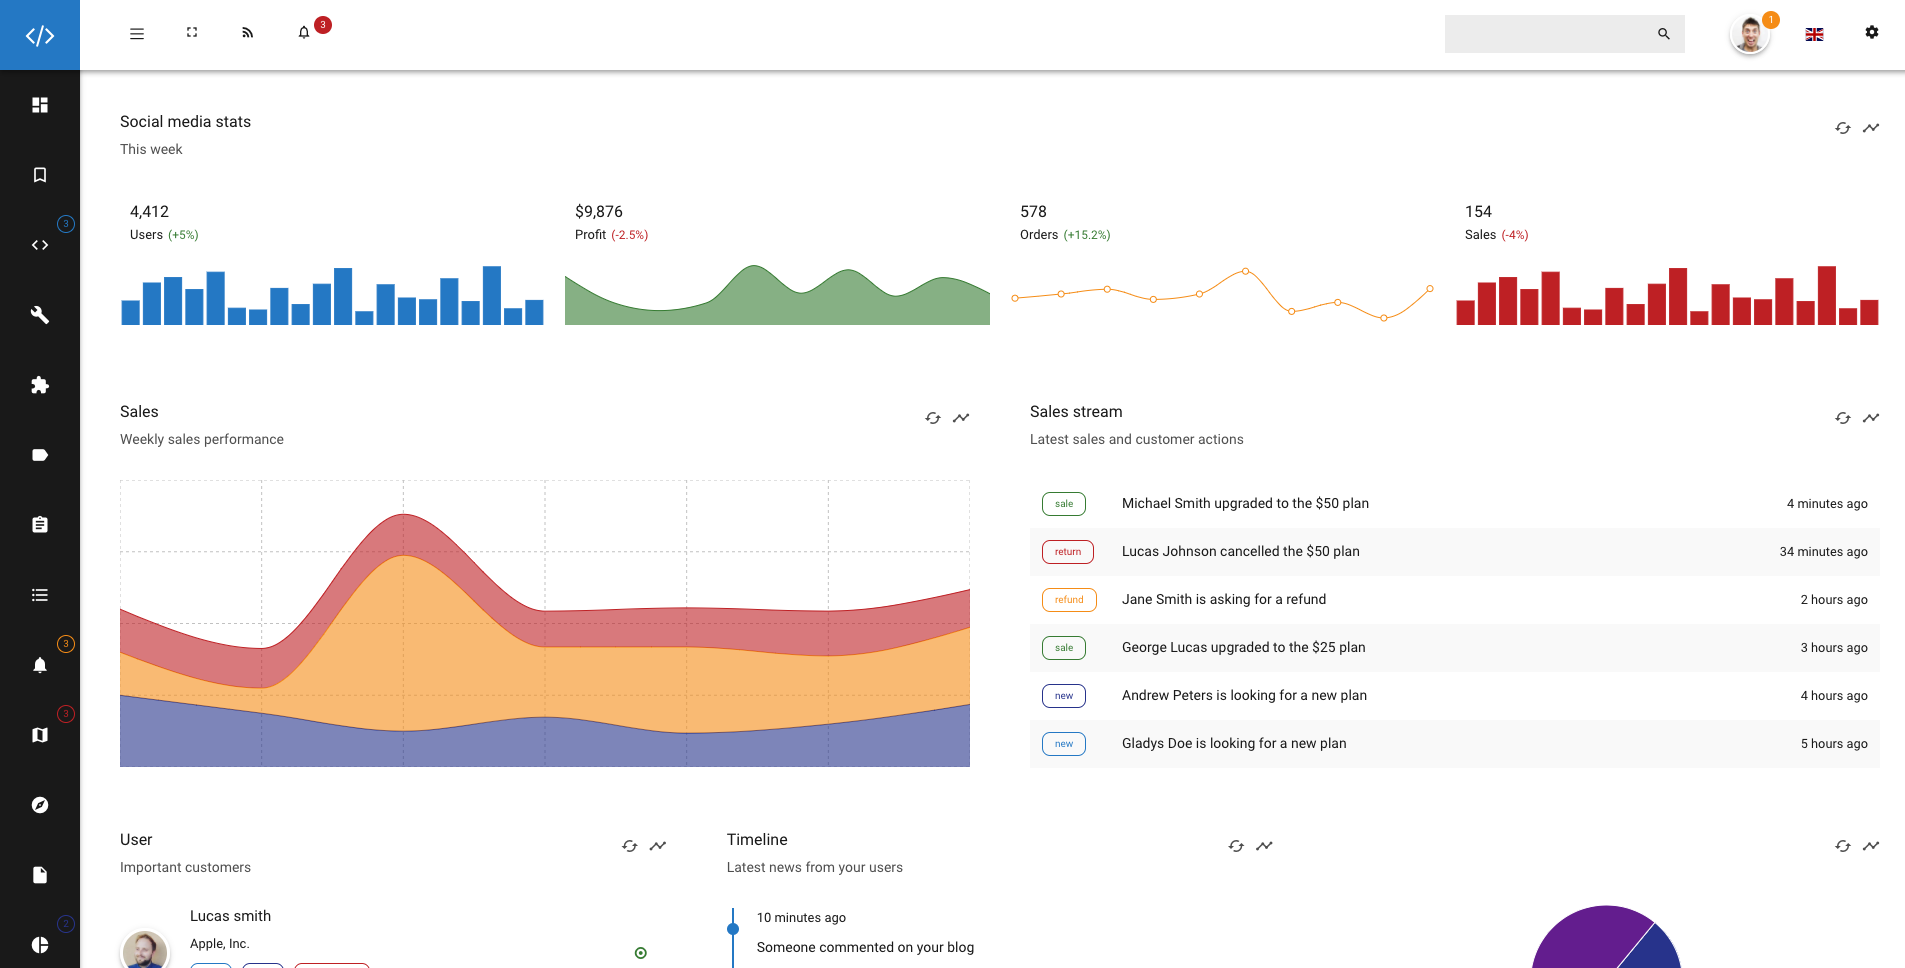 </>
3
1
Social media stats
This week
4,412
Users (+5%)
$9,876
Profit (-2.5%)
578
Orders (+15.2%)
154
Sales (-4%)
3
Sales
Weekly sales performance
Sales stream
Latest sales and customer actions
sale Michael Smith upgraded to the $50 plan 4 minutes ago
return Lucas Johnson cancelled the $50 plan 34 minutes ago
refund Jane Smith is asking for a refund 2 hours ago
sale George Lucas upgraded to the $25 plan 3 hours ago
new Andrew Peters is looking for a new plan 4 hours ago
new Gladys Doe is looking for a new plan 5 hours ago
3
3
2
User
Important customers
Lucas smith
Apple, Inc.
Timeline
Latest news from your users
10 minutes ago
Someone commented on your blog